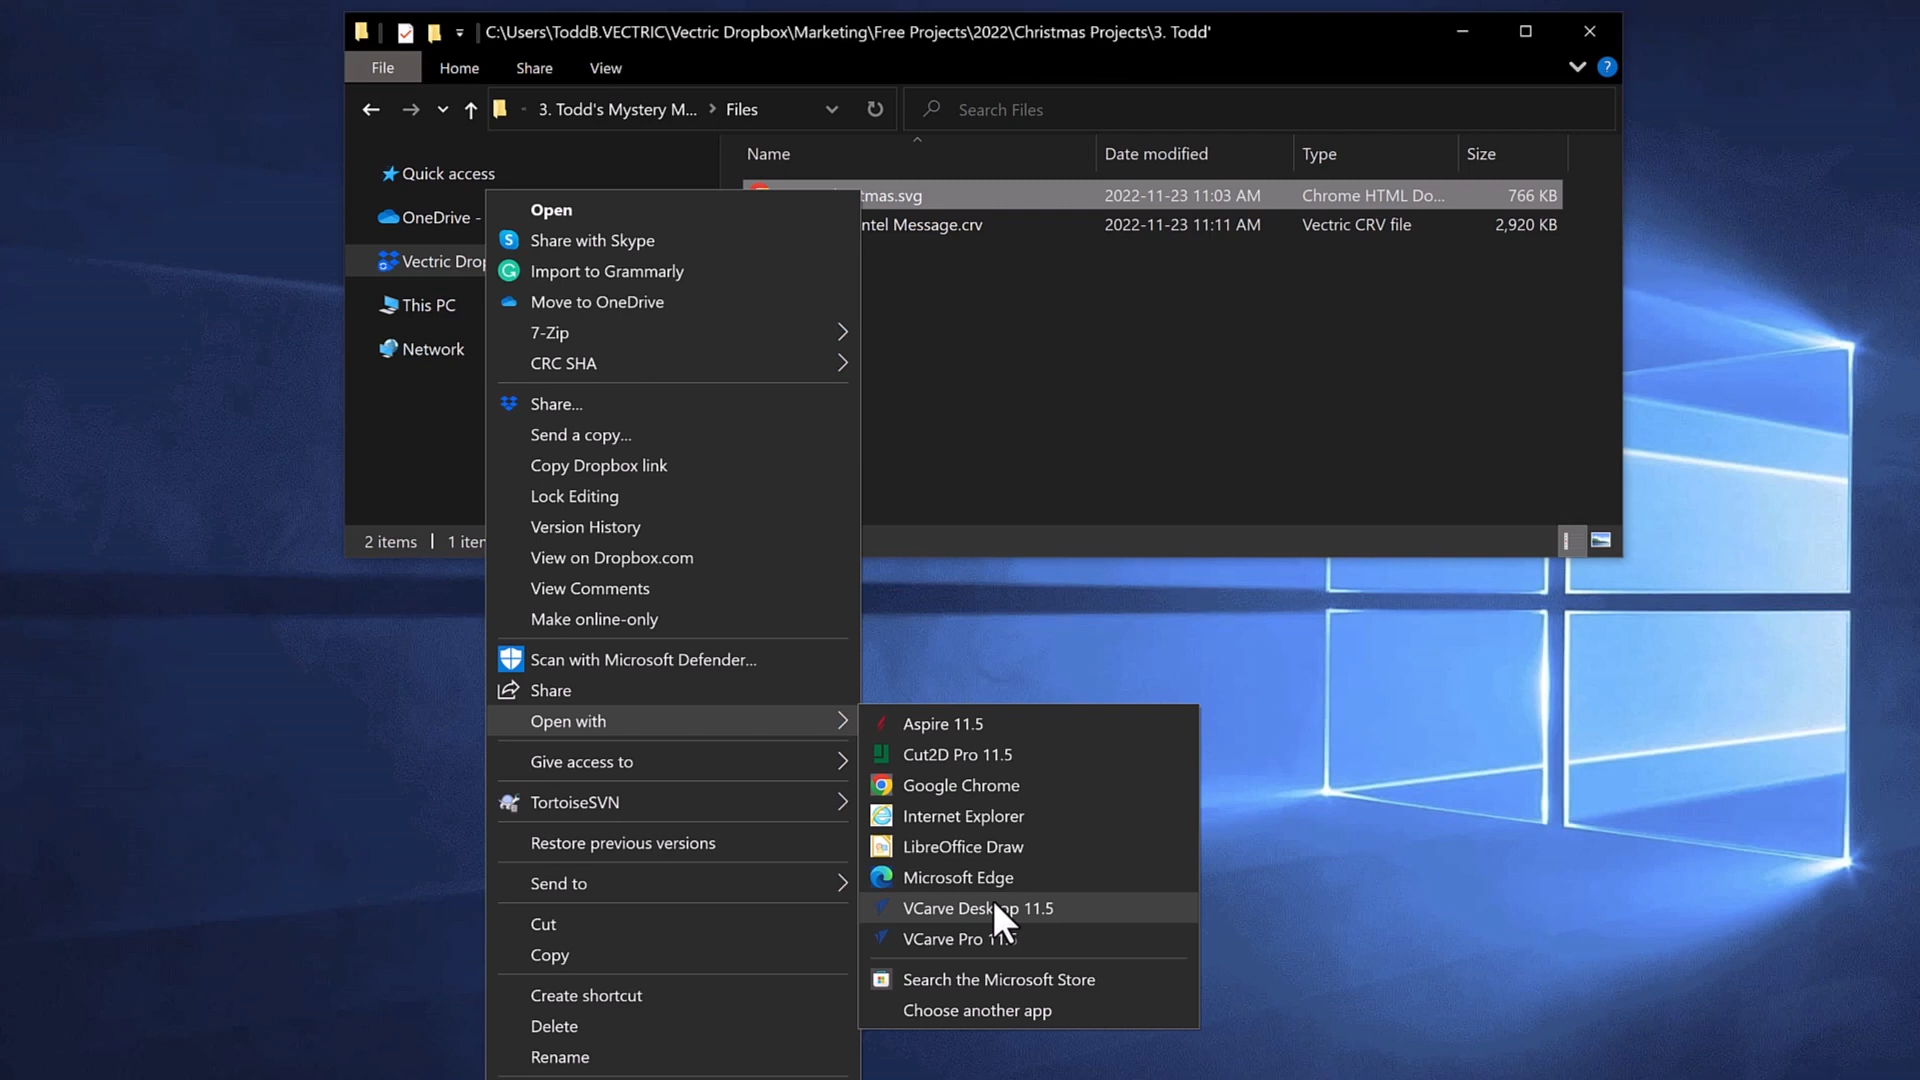 C:\Users\ToddB.VECTRIC\Vectric Dropbox\Marketing\Free Projects\2022\Christmas Projects\3. Todd'
File Home Share View
?
3. Todd's Mystery M... Files
Search Files
Name Date modified Type Size
Quick access
OneDrive -
Vectric Drop
This PC
Network
tmas.svg 2022-11-23 11:03 AM Chrome HTML Do... 766 KB
ntel Message.crv 2022-11-23 11:11 AM Vectric CRV file 2,920 KB
2 items 1 iter
Open
Share with Skype
Import to Grammarly
Move to OneDrive
7-Zip
CRC SHA
Share...
Send a copy...
Copy Dropbox link
Lock Editing
Version History
View on Dropbox.com
View Comments
Make online-only
Scan with Microsoft Defender...
Share
Open with
Give access to
TortoiseSVN
Restore previous versions
Send to
Cut
Copy
Create shortcut
Delete
Rename
Aspire 11.5
Cut2D Pro 11.5
Google Chrome
Internet Explorer
LibreOffice Draw
Microsoft Edge
VCarve Desktop 11.5
VCarve Pro 11.5
Search the Microsoft Store
Choose another app